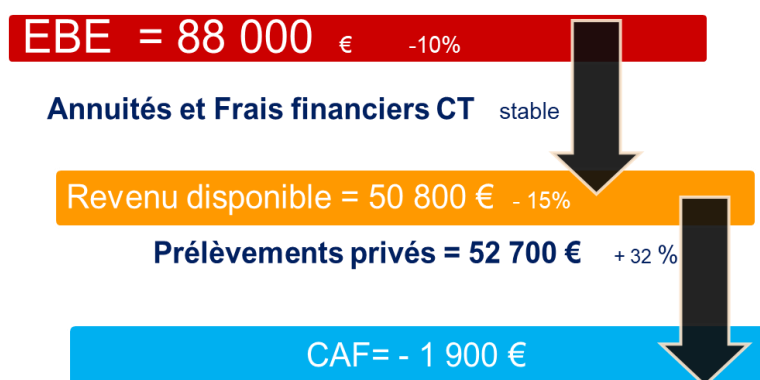 EBE = 88 000 € -10%
Annuités et Frais financiers CT stable
Revenu disponible = 50 800 € - 15%
Prélèvements privés = 52 700 € + 32 %
CAF= - 1 900 €